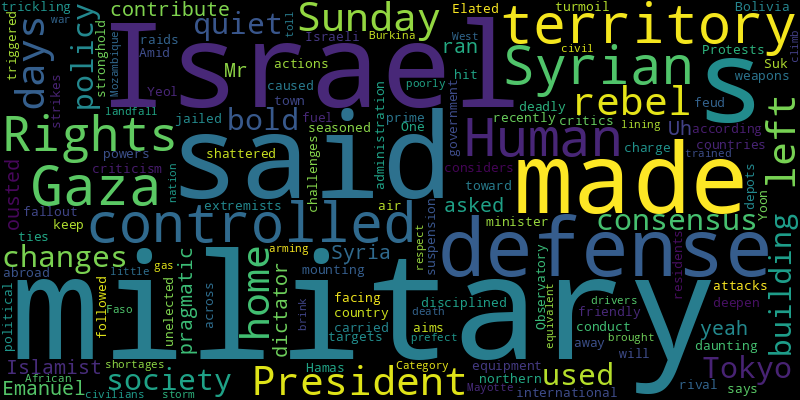 trickling
contribute
quiet
toll
Sunday
Elated
turmoil
Bolivia
territory
war
triggered
days
policy
stronghold
Mozambique
Israel
raids
Amid
Mr
Israeli
Burkina
West
civil
Protests
Suk
climb
strikes
landfall
Yeol
actions
ran
Syrian
s
weapons
caused
hit
poorly
deadly
rebel
feud
town
Rights
jailed
bold
fuel
prime
recently
critics
according
powers
seasoned
One
government
Human
lining
Uh
countries
left
criticism
shattered
said
challenges
administration
charge
trained
ousted
Gaza
nation
considers
made
depots
toward
fallout
extremists
air
asked
consensus
Yoon
keep
controlled
suspension
minister
ties
respect
defense
building
changes
home
arming
Syria
residents
abroad
little
gas
pragmatic
mounting
Observatory
attacks
political
military
followed
unelected
across
dictator
facing
disciplined
equivalent
drivers
deepen
Faso
brink
country
death
friendly
yeah
carried
aims
conduct
targets
prefect
away
brought
daunting
Islamist
shortages
Hamas
Category
equipment
will
Tokyo
African
society
northern
used
rival
Emanuel
President
Mayotte
says
civilians
storm
international